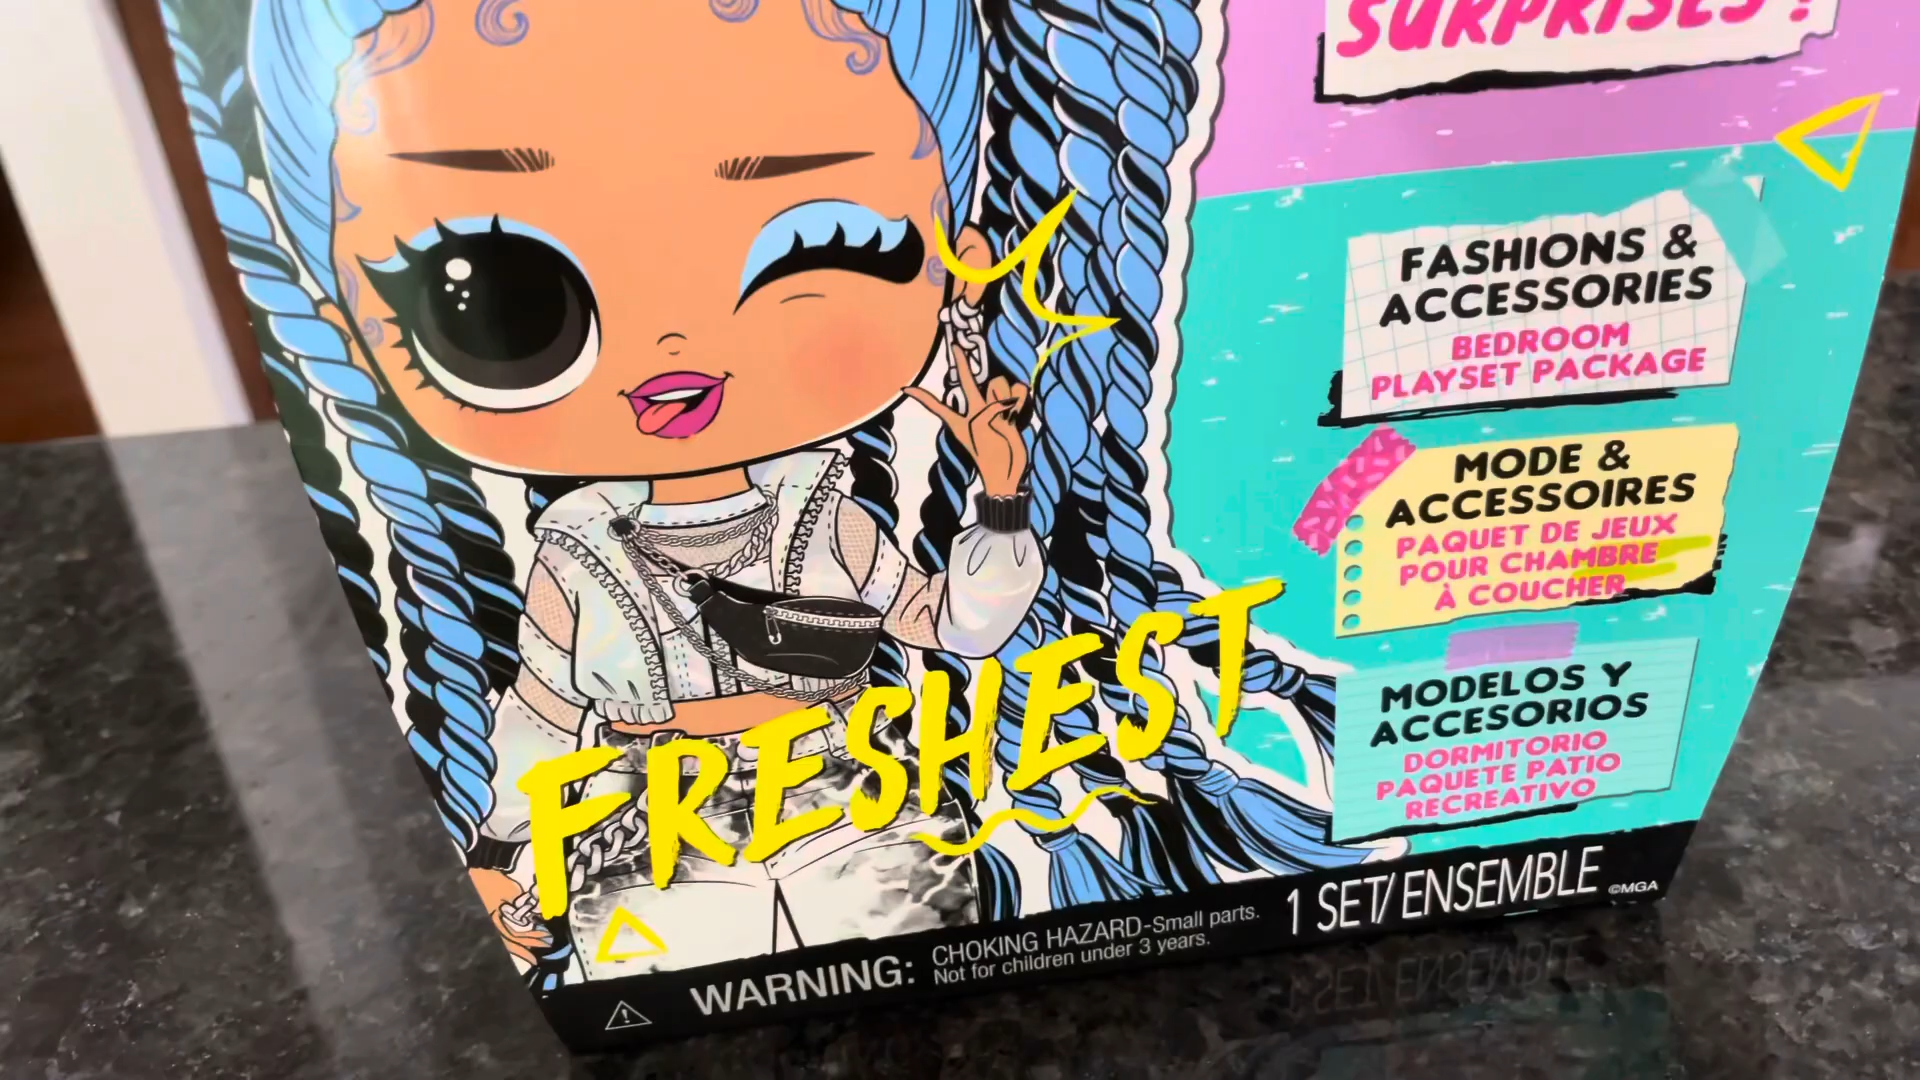 SURPRISES!
FASHIONS &
ACCESSORIES
BEDROOM
PLAYSET PACKAGE
MODE &
ACCESSOIRES
PAQUET DE JEUX
POUR CHAMBRE
À COUCHER
MODELOS Y
ACCESORIOS
DORMITORIO
PAQUETE PATIO
RECREATIVO
FRESHEST
WARNING:
CHOKING HAZARD-Small parts.
Not for children under 3 years.
1 SET/ENSEMBLE
©MGA